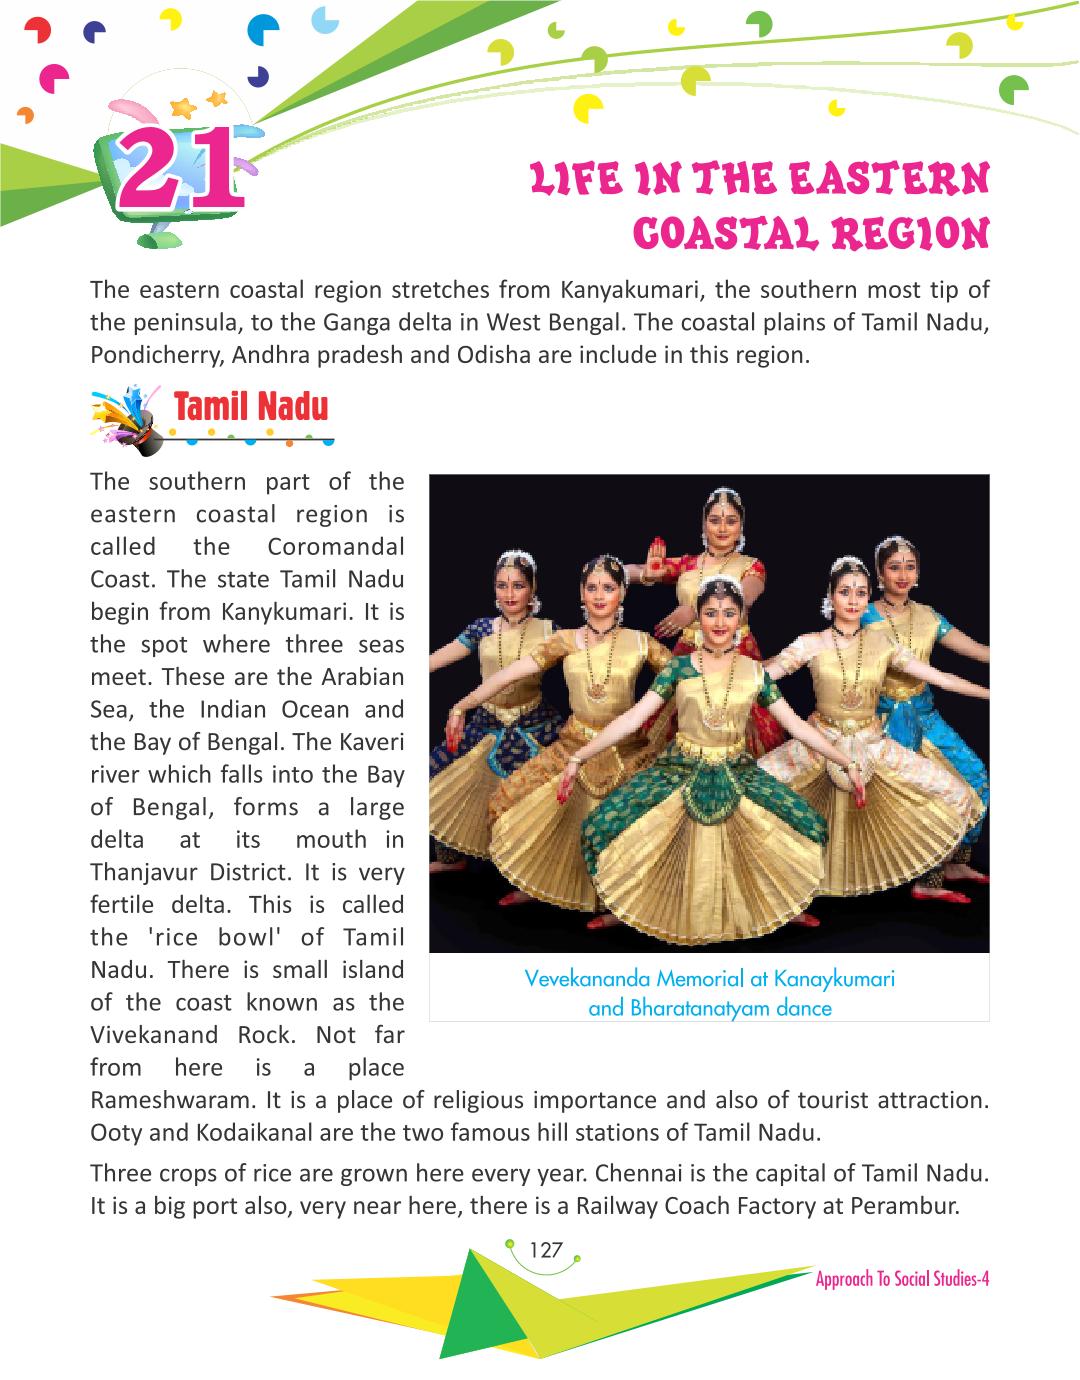 21
LIFE IN THE EASTERN
COASTAL REGION
The eastern coastal region stretches from Kanyakumari, the southern most tip of
the peninsula, to the Ganga delta in West Bengal. The coastal plains of Tamil Nadu,
Pondicherry, Andhra pradesh and Odisha are include in this region.
Tamil Nadu
The southern part of the
eastern coastal region is
called the Coromandal
Coast. The state Tamil Nadu
begin from Kanykumari. It is
the spot where three seas
meet. These are the Arabian
Sea, the Indian Ocean and
the Bay of Bengal. The Kaveri
river which falls into the Bay
of Bengal, forms a large
delta at its mouth in
Thanjavur District. It is very
fertile delta. This is called
the 'rice bowl' of Tamil
Nadu. There is small island
of the coast known as the
Vivekanand Rock. Not far
from here is a place
Rameshwaram. It is a place of religious importance and also of tourist attraction.
Ooty and Kodaikanal are the two famous hill stations of Tamil Nadu.
Vevekananda Memorial at Kanaykumari
and Bharatanatyam dance
Three crops of rice are grown here every year. Chennai is the capital of Tamil Nadu.
It is a big port also, very near here, there is a Railway Coach Factory at Perambur.
127
Approach To Social Studies-4